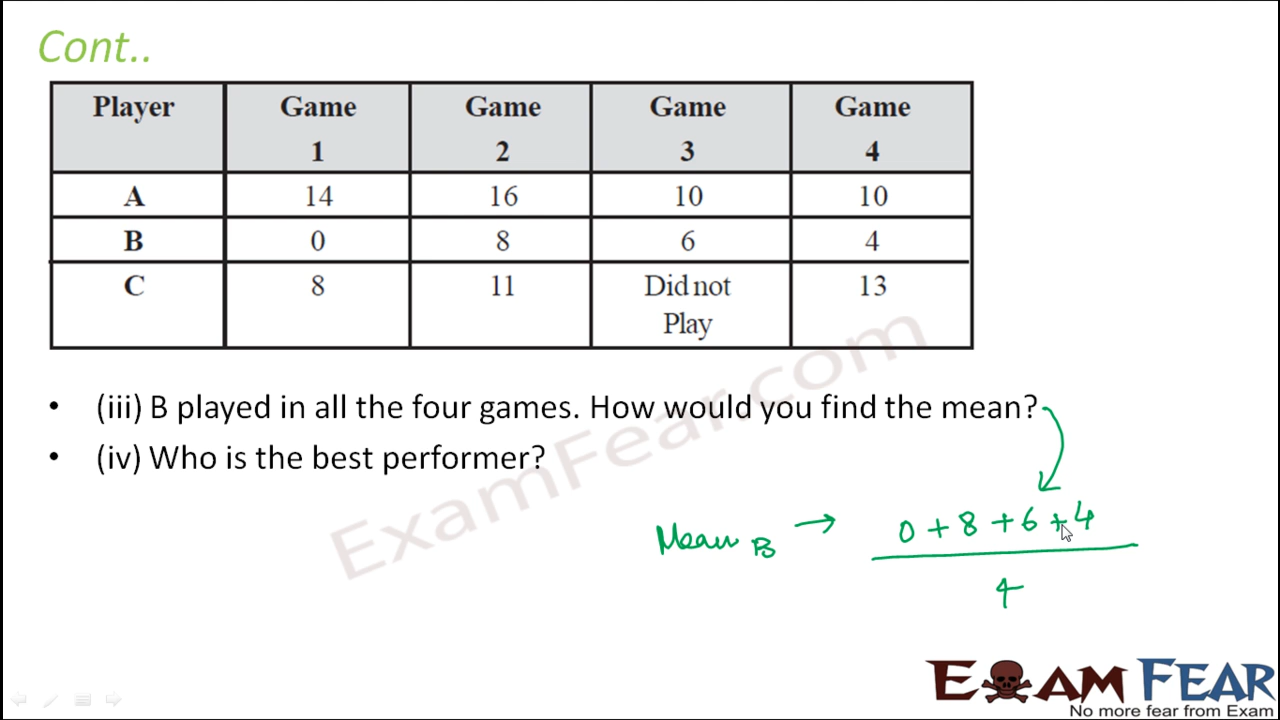 Cont..
Player Game 1 Game 2 Game 3 Game 4
A 14 16 10 10
B 0 8 6 4
C 8 11 Did not Play 13
• (iii) B played in all the four games. How would you find the mean?
• (iv) Who is the best performer?
Mean B → 0 + 8 + 6 + 4
4
ExamFear.com
EXAM FEAR
No more fear from Exam